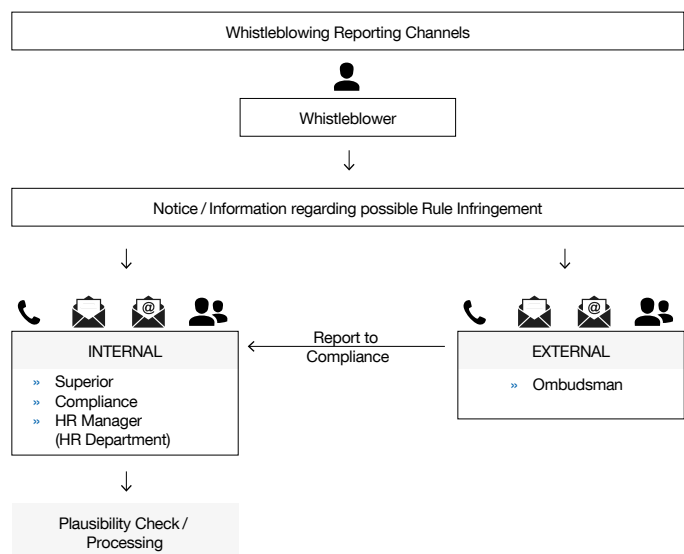 Whistleblowing Reporting Channels
Whistleblower
Notice / Information regarding possible Rule Infringement
@
@
INTERNAL
» Superior
» Compliance
» HR Manager
(HR Department)
Report to
Compliance
EXTERNAL
» Ombudsman
Plausibility Check /
Processing